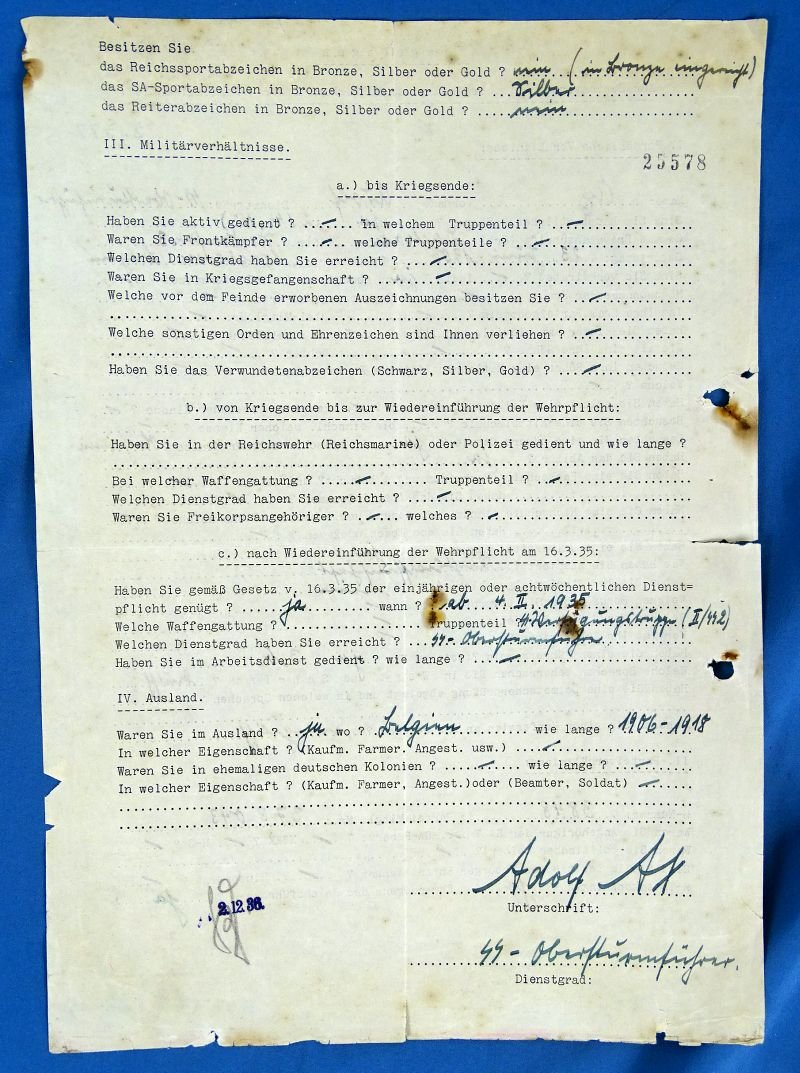 Besitzen Sie
das Reichssportabzeichen in Bronze, Silber oder Gold ? nein (in Bronze eingereicht)
das SA-Sportabzeichen in Bronze, Silber oder Gold ? .. Silber
das Reiterabzeichen in Bronze, Silber oder Gold ? ..... nein
III. Militärverhältnisse.
25578
a.) bis Kriegsende:
Haben Sie aktiv gedient ? ..–.... in welchem Truppenteil ? ..–
Waren Sie Frontkämpfer ? ..–... welche Truppenteile ? ..–
Welchen Dienstgrad haben Sie erreicht ? ..–
Waren Sie in Kriegsgefangenschaft ? ..–
Welche vor dem Feinde erworbenen Auszeichnungen besitzen Sie ? ..–
Welche sonstigen Orden und Ehrenzeichen sind Ihnen verliehen ? ..–
Haben Sie das Verwundetenabzeichen (Schwarz, Silber, Gold) ? ...–
b.) von Kriegsende bis zur Wiedereinführung der Wehrpflicht:
Haben Sie in der Reichswehr (Reichsmarine) oder Polizei gedient und wie lange ?
Bei welcher Waffengattung ? ....–........ Truppenteil ? ..–
Welchen Dienstgrad haben Sie erreicht ? ....–
Waren Sie Freikorpsangehöriger ? ..–... welches ? .–
c.) nach Wiedereinführung der Wehrpflicht am 16.3.35:
Haben Sie gemäß Gesetz v. 16.3.35 der einjährigen oder achtwöchentlichen Dienst=
pflicht genügt ? ..... ja ........ wann ? ab 4. II. 1935
Welche Waffengattung ? ............ Truppenteil ? SS-Verfügungstruppe (II/SS2)
Welchen Dienstgrad haben Sie erreicht ? ... SS-Obersturmführer
Haben Sie im Arbeitsdienst gedient ? wie lange ? ...–
IV. Ausland.
Waren Sie im Ausland ? .. ja wo ? Belgien ........ wie lange ? 1906-1918
In welcher Eigenschaft ? (Kaufm. Farmer. Angest. usw.) ....–
Waren Sie in ehemaligen deutschen Kolonien ? ....–... wie lange ? ..–
In welcher Eigenschaft ? (Kaufm. Farmer, Angest.)oder (Beamter, Soldat) –
Adolf
Unterschrift:
2.12.36.
SS-Obersturmführer.
Dienstgrad: